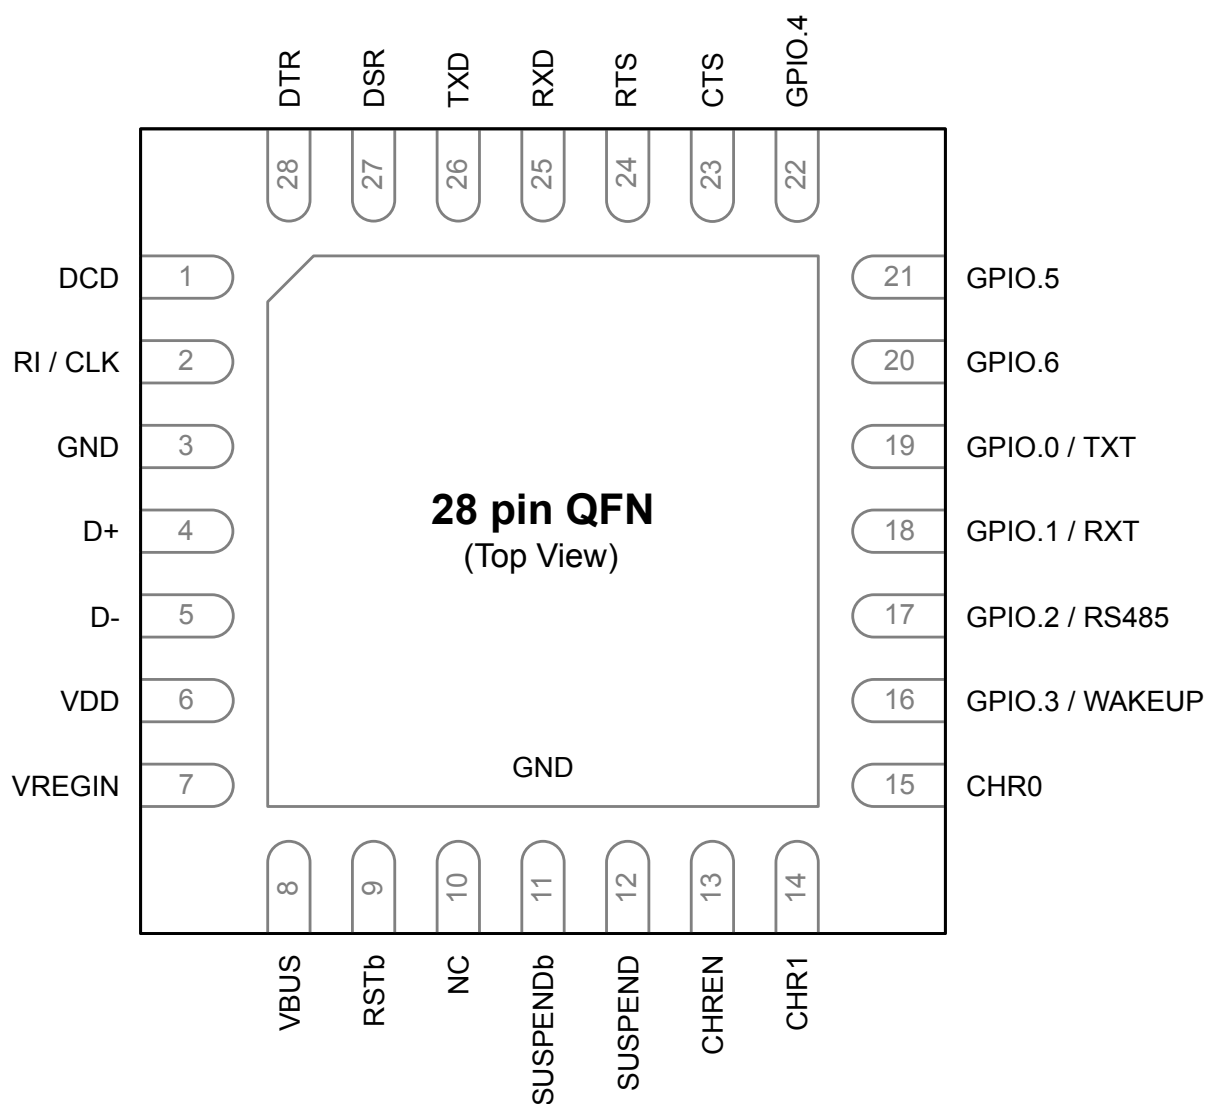 DTR
DSR
TXD
RXD
RTS
CTS
GPIO.4
28
27
26
25
24
23
22
DCD 1
21 GPIO.5
RI / CLK 2
20 GPIO.6
GND 3
19 GPIO.0 / TXT
D+ 4
18 GPIO.1 / RXT
28 pin QFN
(Top View)
D- 5
17 GPIO.2 / RS485
VDD 6
16 GPIO.3 / WAKEUP
GND
VREGIN 7
15 CHR0
8
9
10
11
12
13
14
VBUS
RSTb
NC
SUSPENDb
SUSPEND
CHREN
CHR1